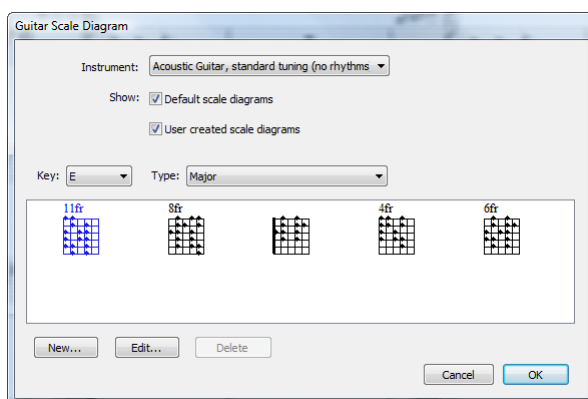 Guitar Scale Diagram
Instrument: Acoustic Guitar, standard tuning (no rhythms
Show: Default scale diagrams
User created scale diagrams
Key: E Type: Major
11fr 8fr 4fr 6fr
New... Edit... Delete
Cancel OK